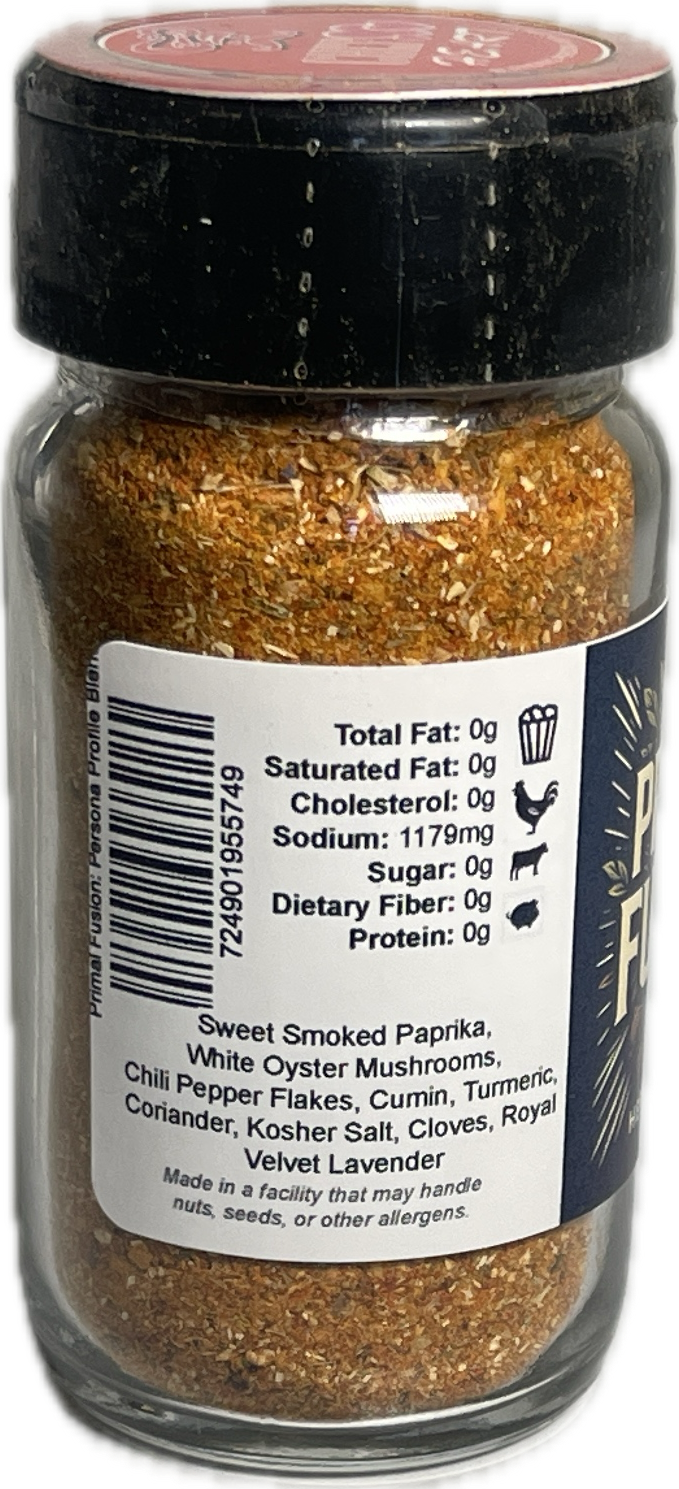 Total Fat: 0g
Saturated Fat: 0g
Cholesterol: 0g
Sodium: 1179mg
Sugar: 0g
Dietary Fiber: 0g
Protein: 0g
Primal Fusion: Persona Profile Blen
7249019955749
Sweet Smoked Paprika,
White Oyster Mushrooms,
Chili Pepper Flakes, Cumin, Turmeric,
Coriander, Kosher Salt, Cloves, Royal
Velvet Lavender
Made in a facility that may handle
nuts, seeds, or other allergens.